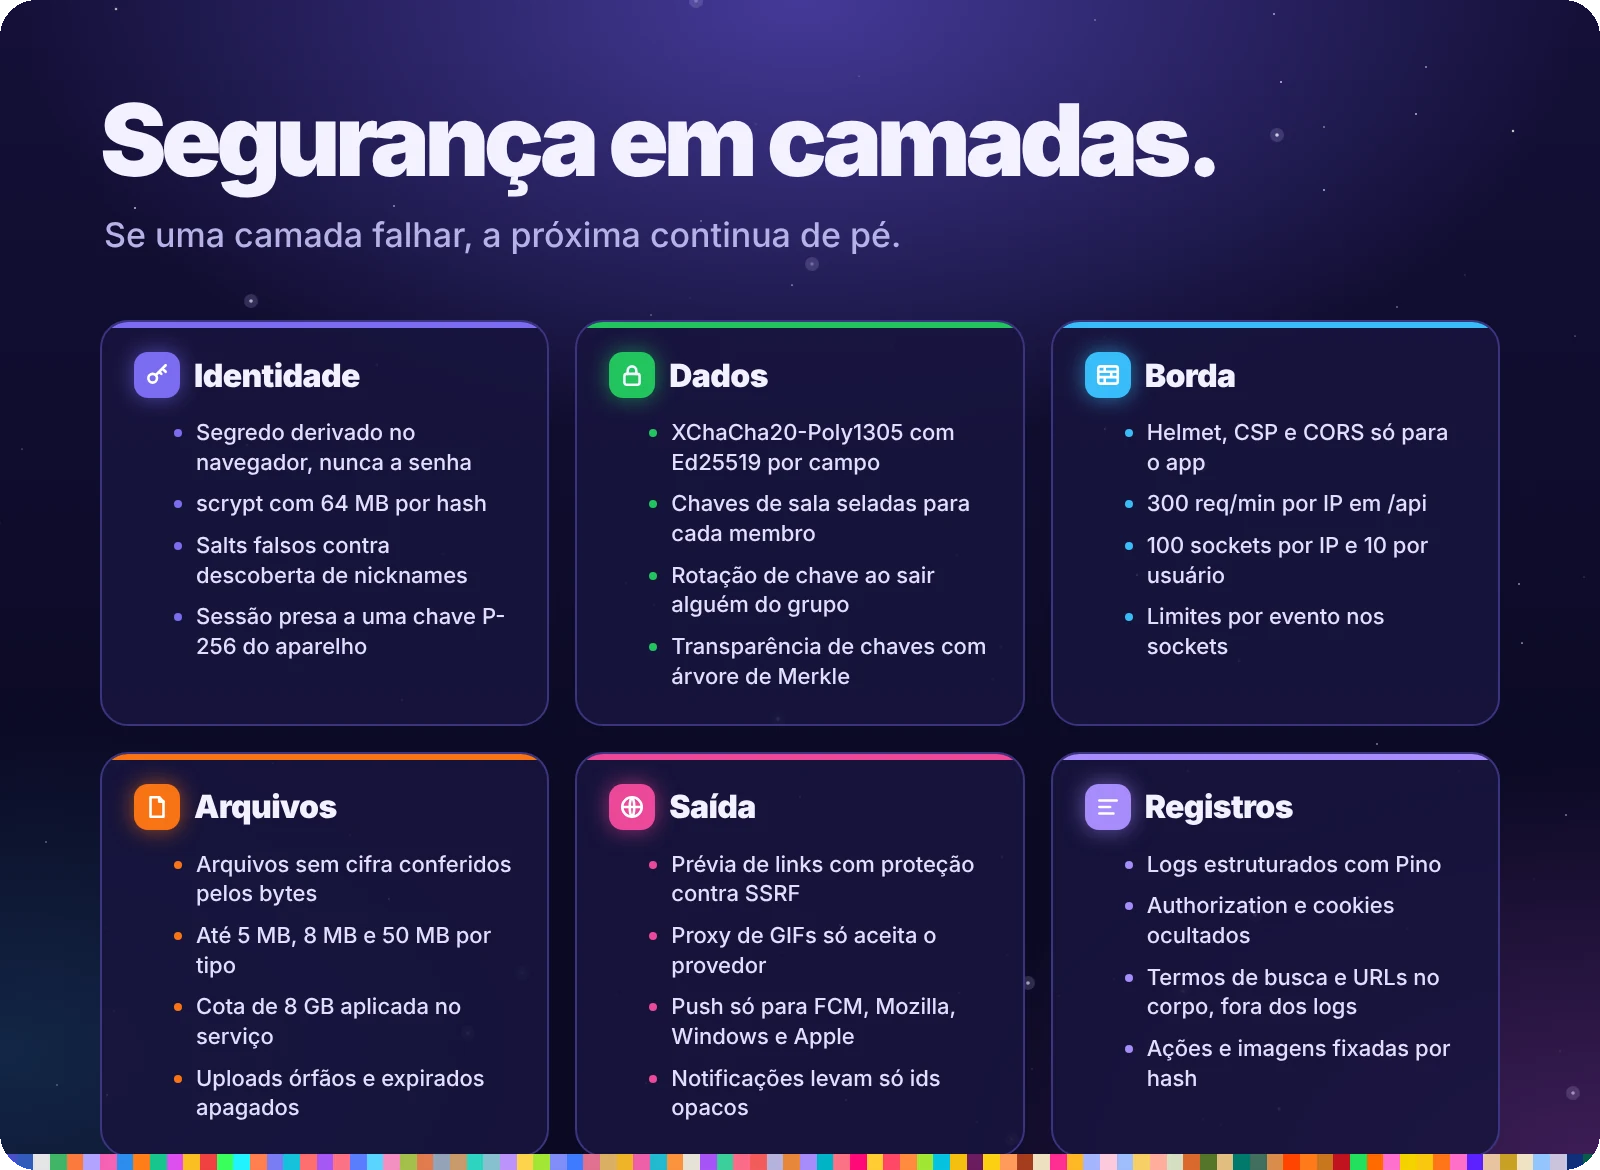 Segurança em camadas.
Se uma camada falhar, a próxima continua de pé.
Identidade
Segredo derivado no
navegador, nunca a senha
scrypt com 64 MB por hash
Salts falsos contra
descoberta de nicknames
Sessão presa a uma chave P-
256 do aparelho
Dados
XChaCha20-Poly1305 com
Ed25519 por campo
Chaves de sala seladas para
cada membro
Rotação de chave ao sair
alguém do grupo
Transparência de chaves com
árvore de Merkle
Borda
Helmet, CSP e CORS só para
o app
300 req/min por IP em /api
100 sockets por IP e 10 por
usuário
Limites por evento nos
sockets
Arquivos
Arquivos sem cifra conferidos
pelos bytes
Até 5 MB, 8 MB e 50 MB por
tipo
Cota de 8 GB aplicada no
serviço
Uploads órfãos e expirados
apagados
Saída
Prévia de links com proteção
contra SSRF
Proxy de GIFs só aceita o
provedor
Push só para FCM, Mozilla,
Windows e Apple
Notificações levam só ids
opacos
Registros
Logs estruturados com Pino
Authorization e cookies
ocultados
Termos de busca e URLs no
corpo, fora dos logs
Ações e imagens fixadas por
hash